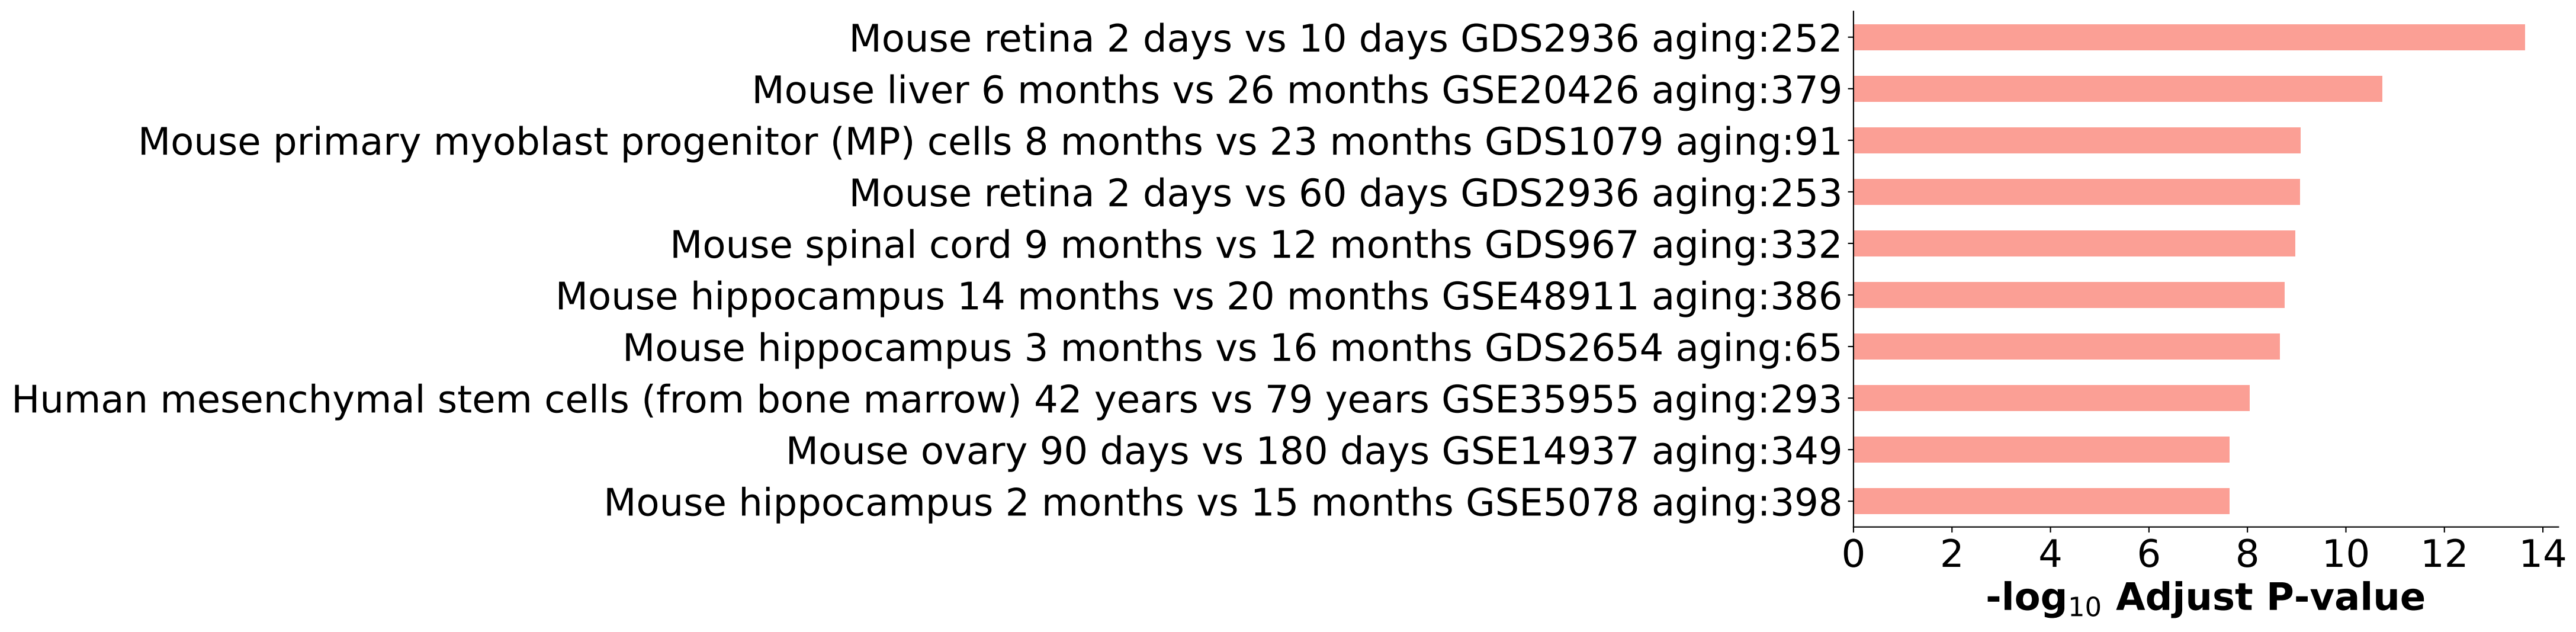 Mouse retina 2 days vs 10 days GDS2936 aging:252
Mouse liver 6 months vs 26 months GSE20426 aging:379
Mouse primary myoblast progenitor (MP) cells 8 months vs 23 months GDS1079 aging:91
Mouse retina 2 days vs 60 days GDS2936 aging:253
Mouse spinal cord 9 months vs 12 months GDS967 aging:332
Mouse hippocampus 14 months vs 20 months GSE48911 aging:386
Mouse hippocampus 3 months vs 16 months GDS2654 aging:65
Human mesenchymal stem cells (from bone marrow) 42 years vs 79 years GSE35955 aging:293
Mouse ovary 90 days vs 180 days GSE14937 aging:349
Mouse hippocampus 2 months vs 15 months GSE5078 aging:398
0 2 4 6 8 10 12 14
-log₁₀ Adjust P-value